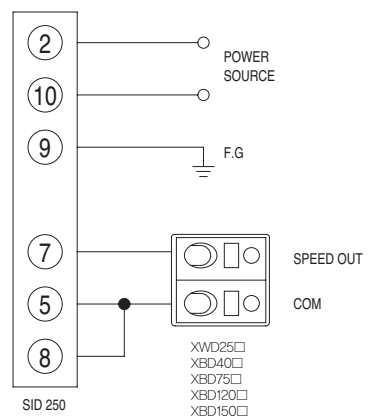 2
POWER
SOURCE
10
9
F.G
7
SPEED OUT
5
COM
8
XWD25□
XBD40□
XBD75□
XBD120□
XBD150□
SID 250